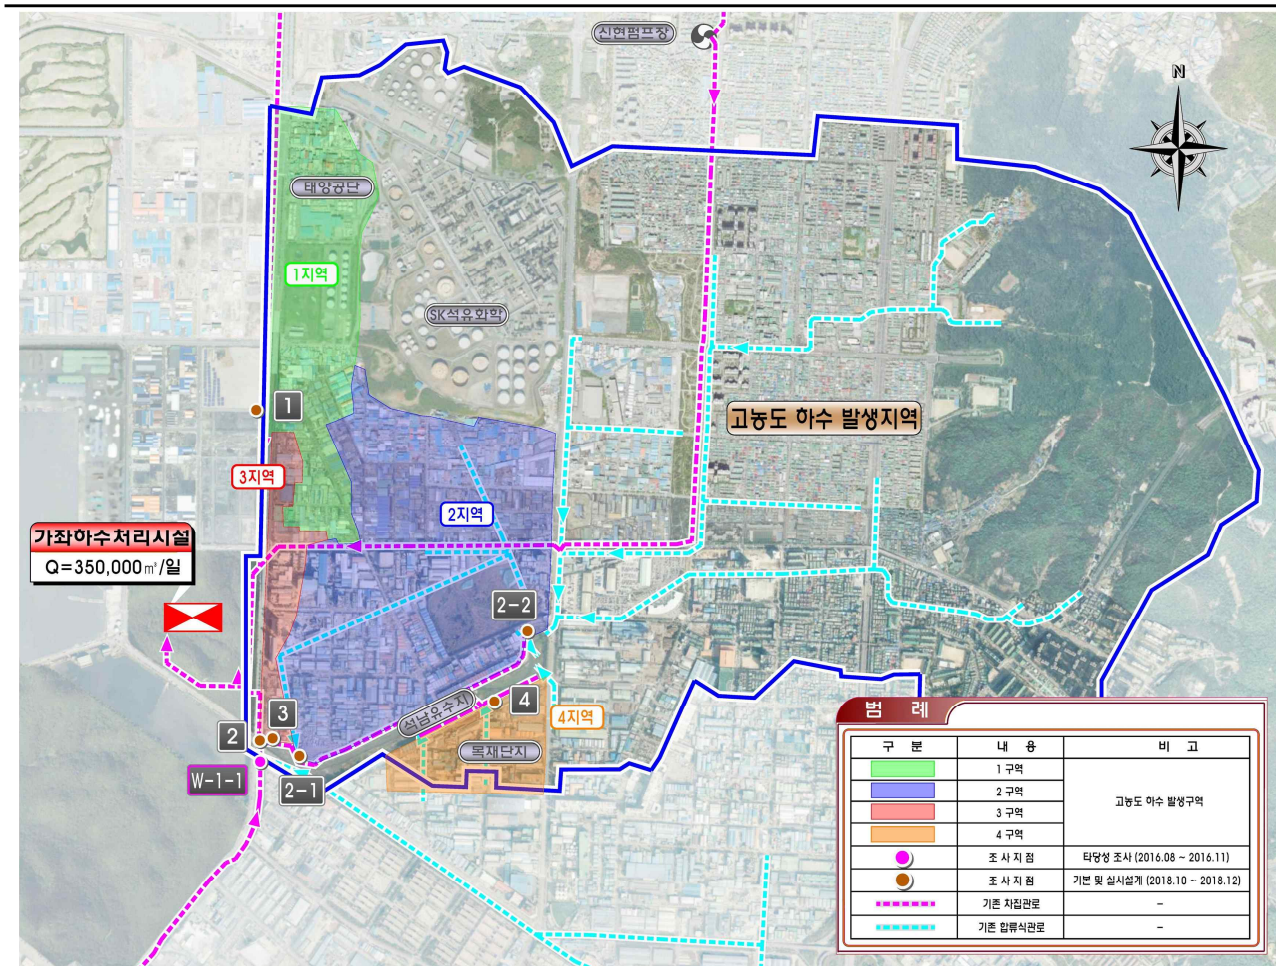 신현펌프장
N
태양공단
1지역
SK석유화학
1
고농도 하수 발생지역
3지역
2지역
가좌하수처리시설
Q=350,000㎥/일
2-2
석남유수지
4
4지역
2
3
목재단지
W-1-1
2-1
범 례
구 분 내 용 비 고
1 구역
2 구역
3 구역
4 구역
고농도 하수 발생구역
조 사 지 점 타당성 조사 (2016.08 ~ 2016.11)
조 사 지 점 기본 및 실시설계 (2018.10 ~ 2018.12)
기존 차집관로 -
기존 합류식관로 -